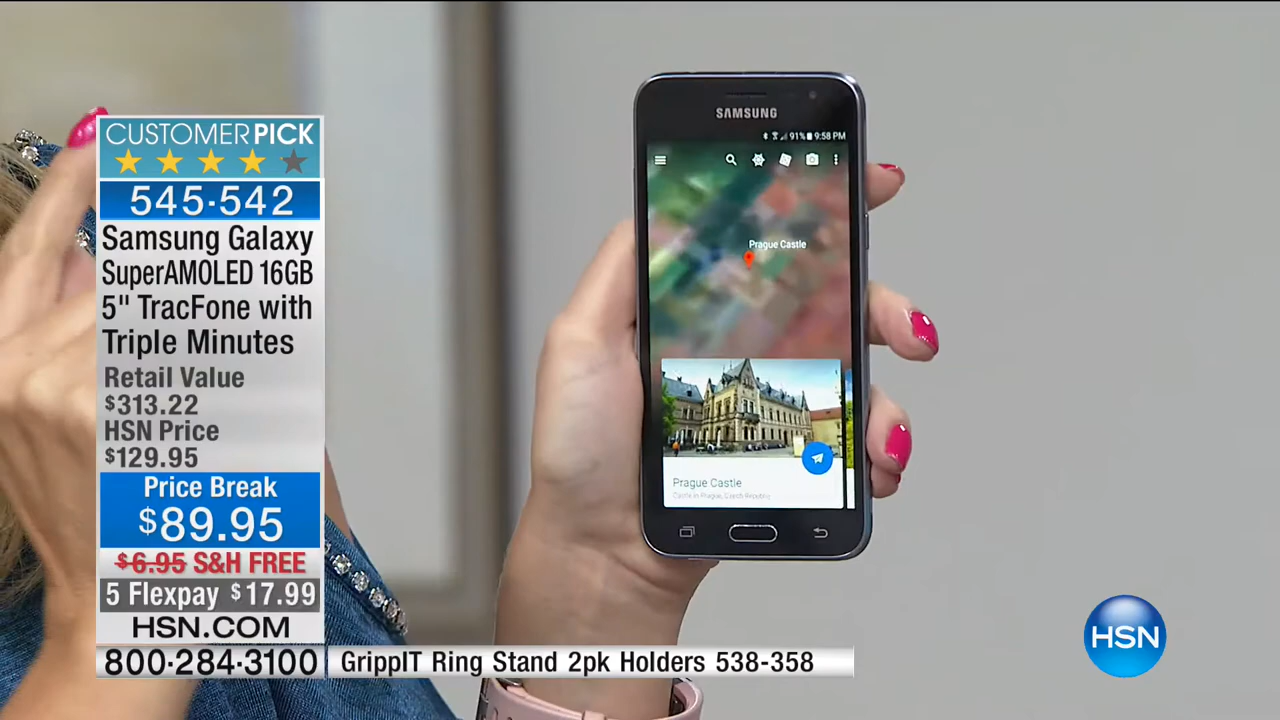 CUSTOMER PICK
545-542
Samsung Galaxy
SuperAMOLED 16GB
5" TracFone with
Triple Minutes
Retail Value
$313.22
HSN Price
$129.95
Price Break
$89.95
$6.95 S&H FREE
5 Flexpay $17.99
HSN.COM
800-284-3100
GrippIT Ring Stand 2pk Holders 538-358
SAMSUNG
91% 9:58 PM
Prague Castle
Prague Castle
Castle in Prague, Czech Republic
HSN